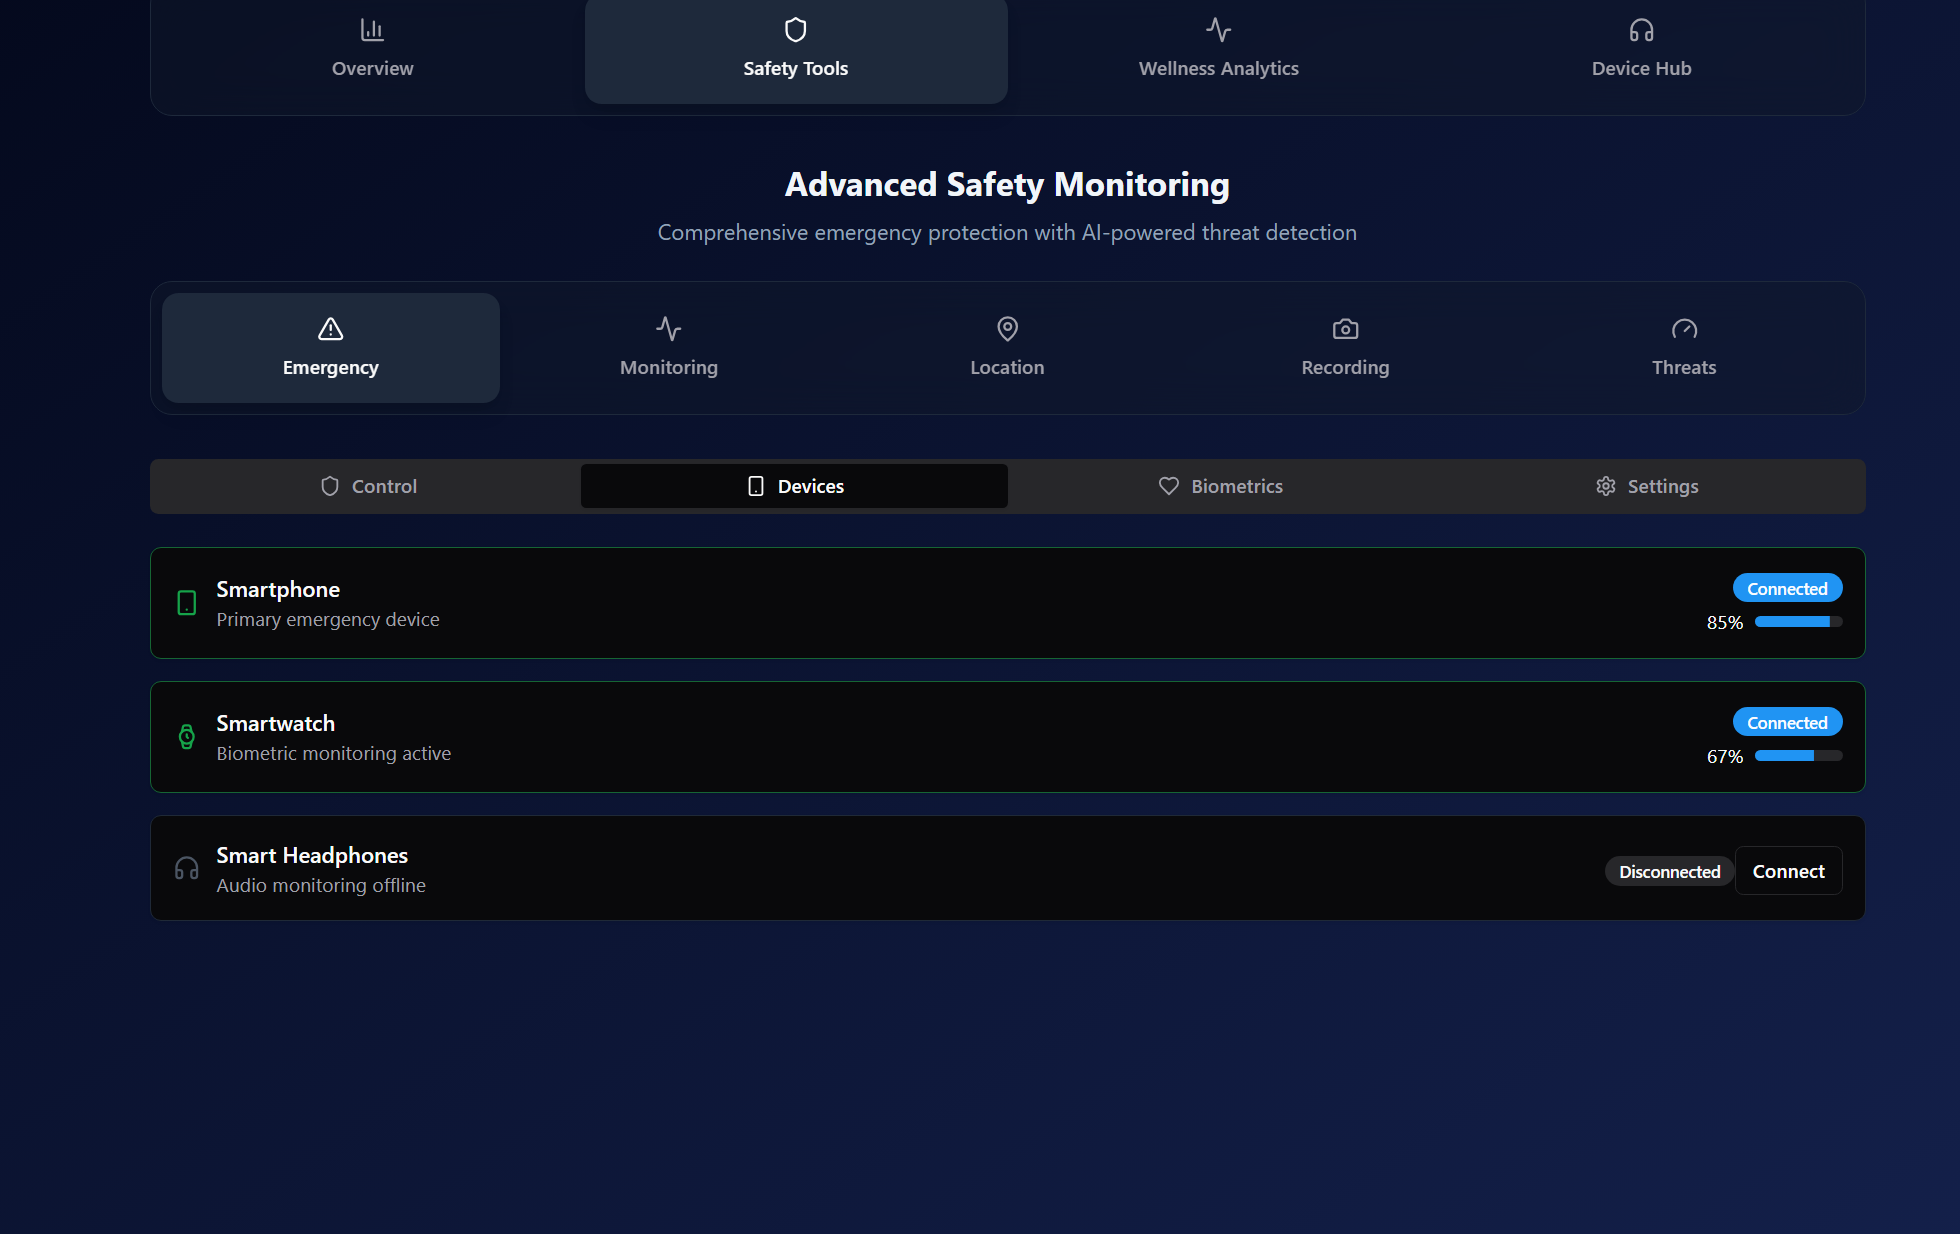 Overview
Safety Tools
Wellness Analytics
Device Hub
Advanced Safety Monitoring
Comprehensive emergency protection with AI-powered threat detection
Emergency
Monitoring
Location
Recording
Threats
Control
Devices
Biometrics
Settings
Smartphone
Primary emergency device
Connected
85%
Smartwatch
Biometric monitoring active
Connected
67%
Smart Headphones
Audio monitoring offline
Disconnected
Connect